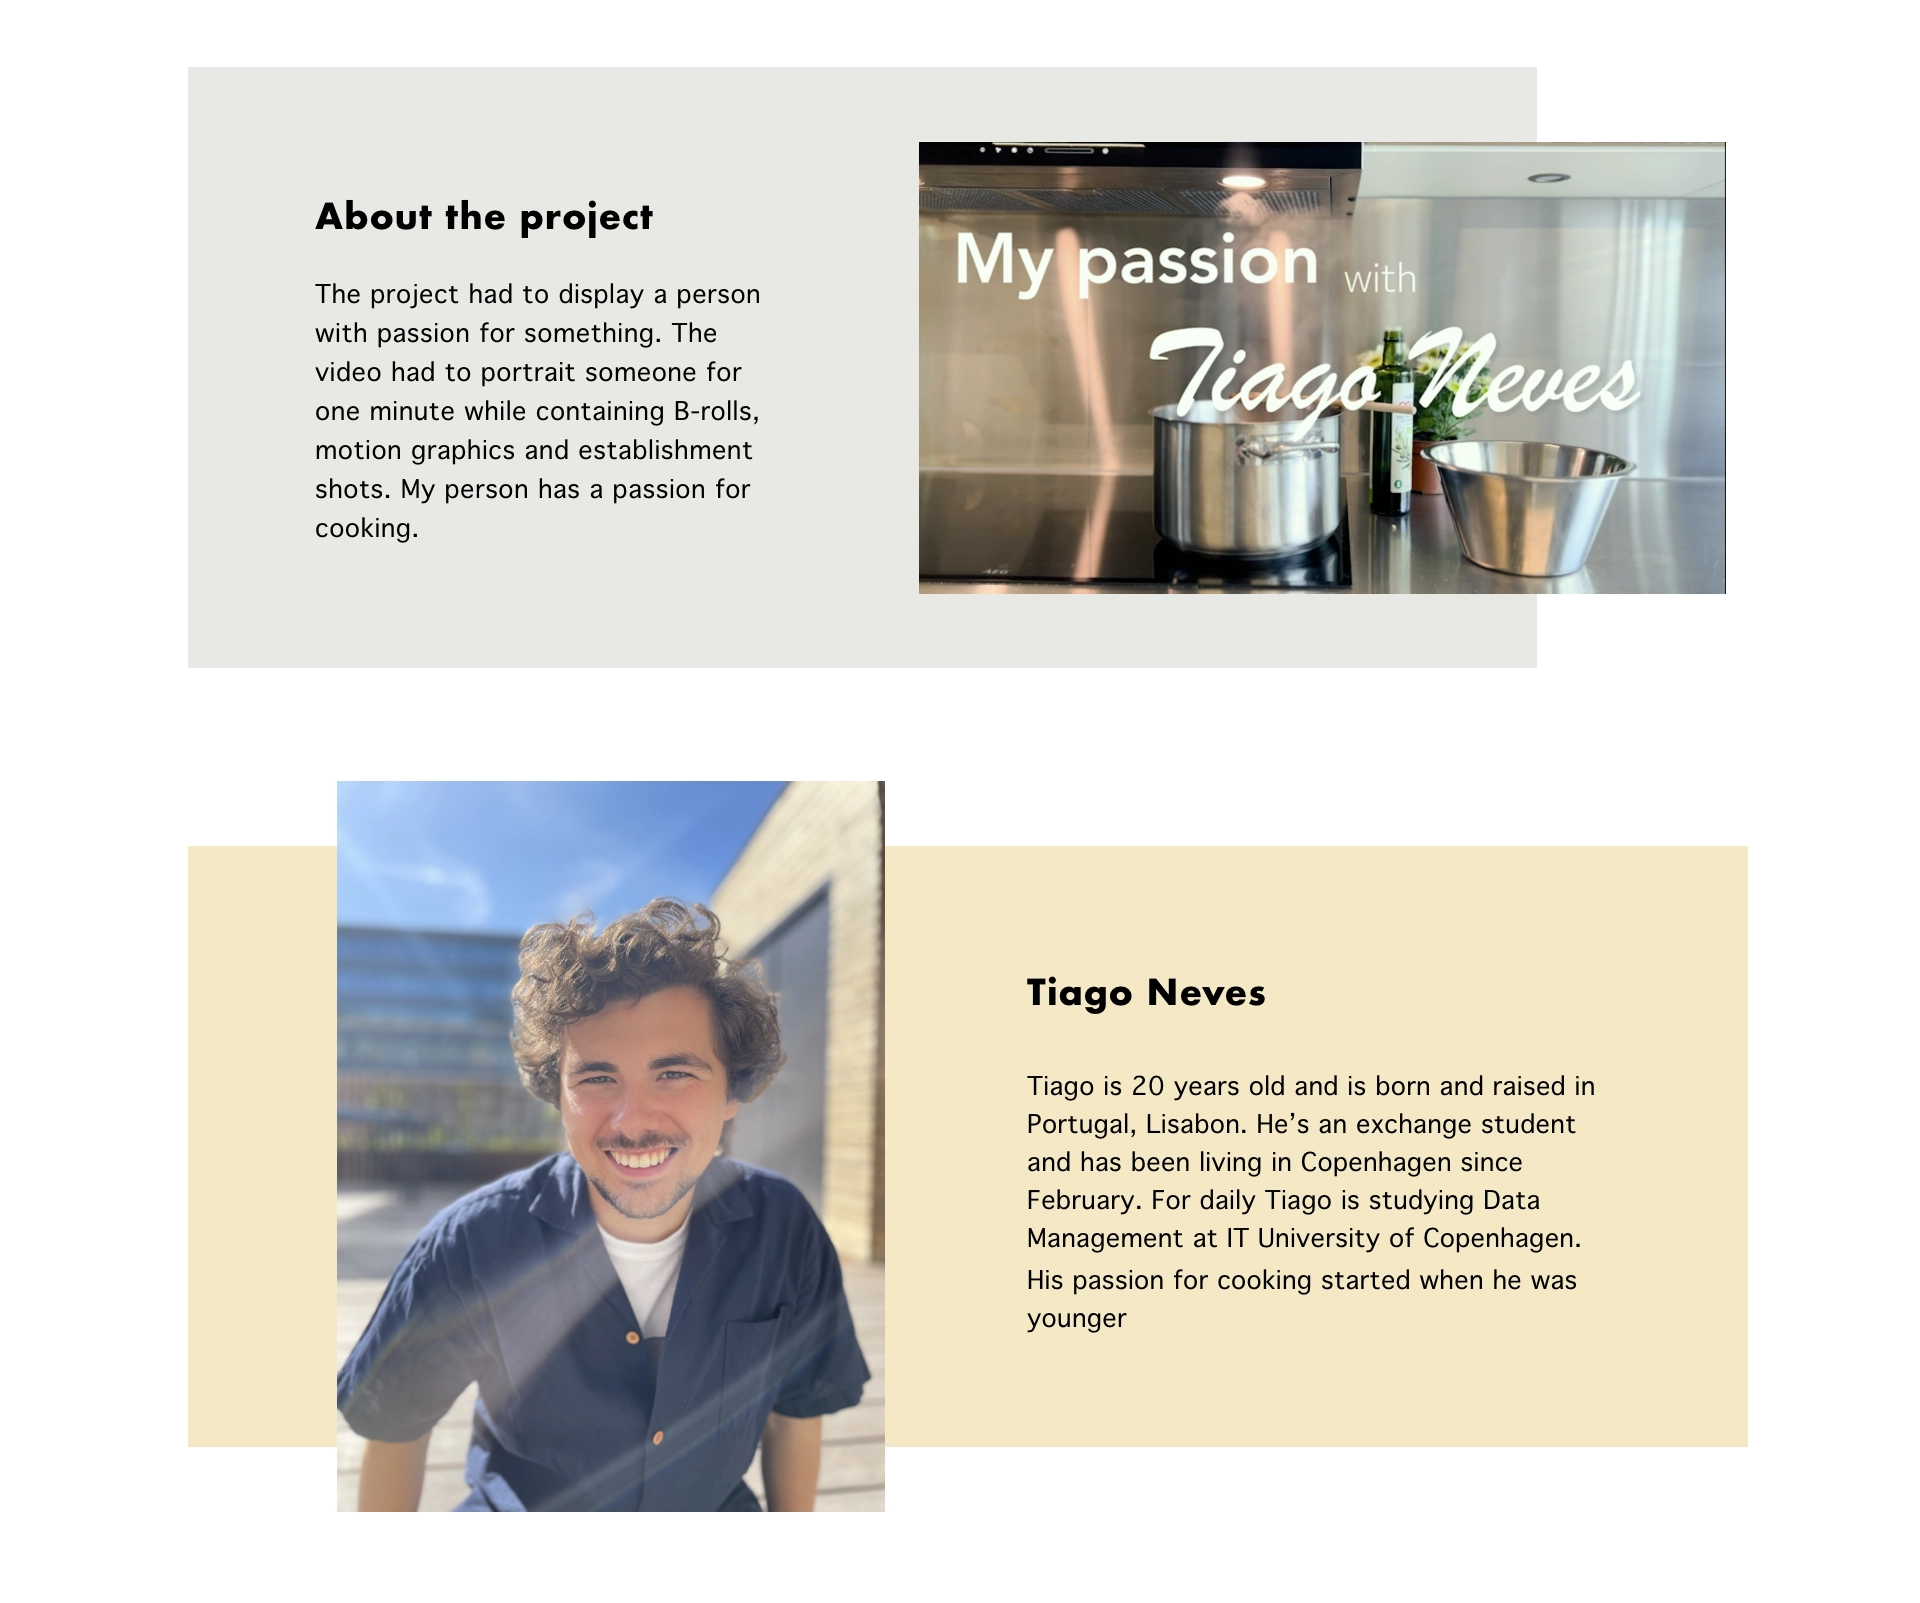 About the project
The project had to display a person
with passion for something. The
video had to portrait someone for
one minute while containing B-rolls,
motion graphics and establishment
shots. My person has a passion for
cooking.
My passion with
Tiago Neves
AEG
Tiago Neves
Tiago is 20 years old and is born and raised in
Portugal, Lisabon. He’s an exchange student
and has been living in Copenhagen since
February. For daily Tiago is studying Data
Management at IT University of Copenhagen.
His passion for cooking started when he was
younger